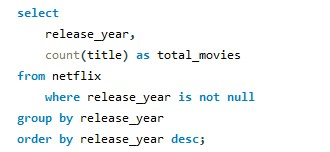 select
release_year,
count(title) as total_movies
from netflix
where release_year is not null
group by release_year
order by release_year desc;